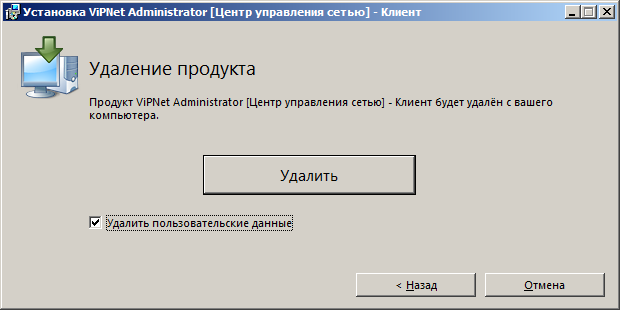 Установка ViPNet Administrator [Центр управления сетью] - Клиент
Удаление продукта
Продукт ViPNet Administrator [Центр управления сетью] - Клиент будет удалён с вашего
компьютера.
Удалить
Удалить пользовательские данные
< Назад
Отмена